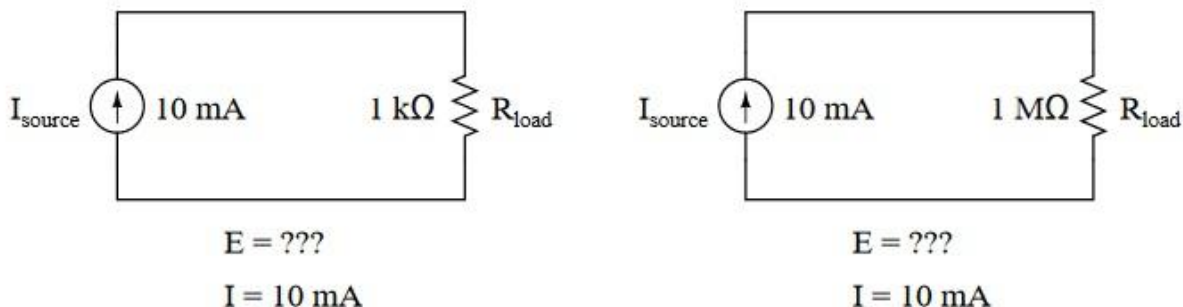 I_source 10 mA 1 kΩ R_load
E = ???
I = 10 mA
I_source 10 mA 1 MΩ R_load
E = ???
I = 10 mA